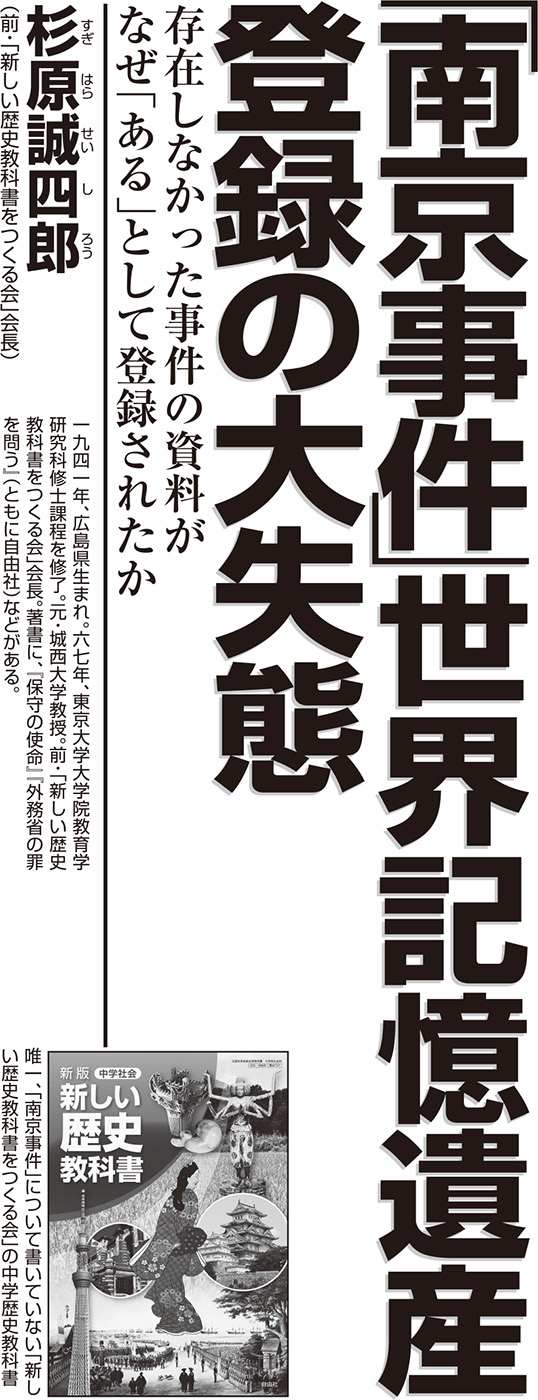 「南京事件」世界記憶遺産
登録の大失態
存在しなかった事件の資料が
なぜ「ある」として登録されたか
杉原誠四郎
すぎ はら せい し ろう
(前・「新しい歴史教科書をつくる会」会長)
一九四一年、広島県生まれ。六七年、東京大学大学院教育学
研究科修士課程を修了。元・城西大学教授。前・「新しい歴史
教科書をつくる会」会長。著書に、『保守の使命』『外務省の罪
を問う』(ともに自由社)などがある。
新版 中学社会
新しい
歴史
教科書
自由社
唯一、「南京事件」について書いていない「新し
い歴史教科書をつくる会」の中学歴史教科書